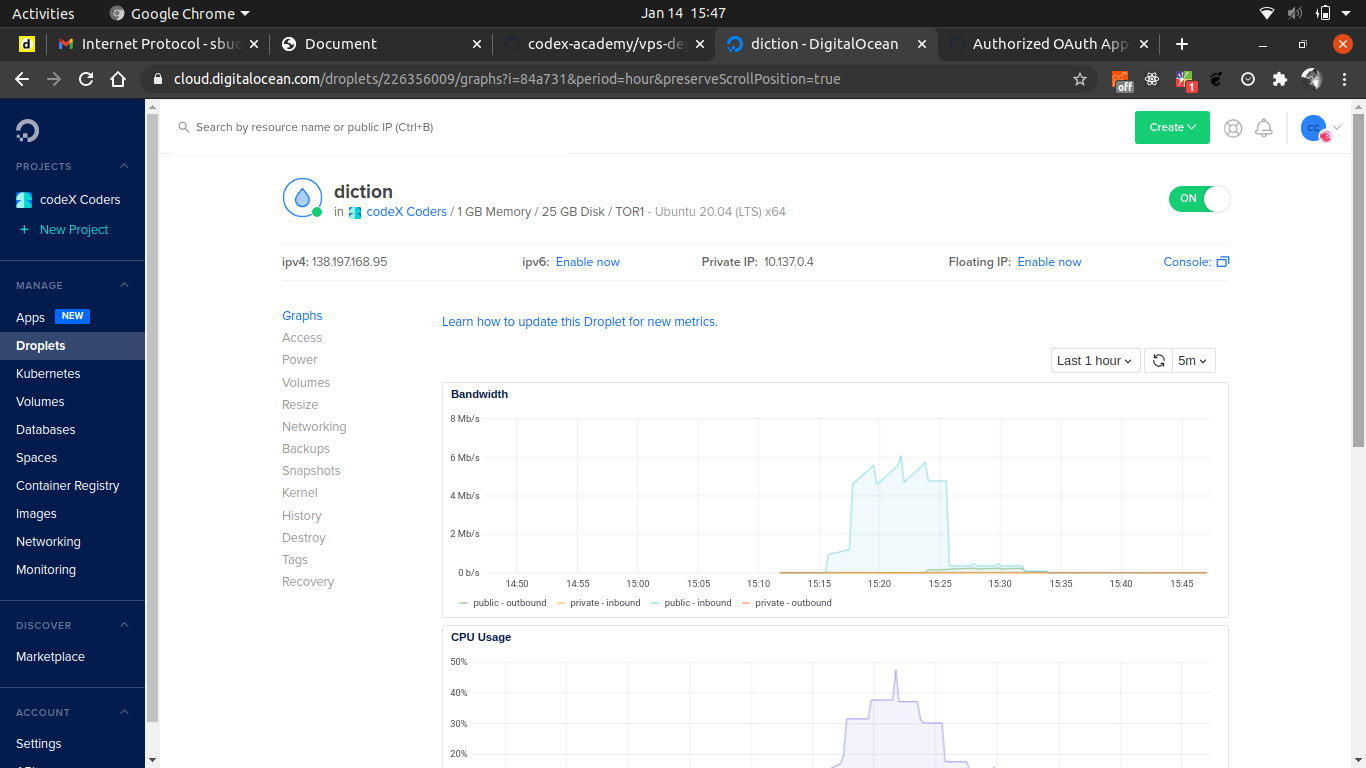 Activities Google Chrome Jan 14 15:47
d Internet Protocol - sbuc Document codex-academy/vps-dep diction - DigitalOcean Authorized OAuth App
cloud.digitalocean.com/droplets/226356009/graphs?i=84a731&period=hour&preserveScrollPosition=true off 1
Search by resource name or public IP (Ctrl+B) Create CC
PROJECTS
codeX Coders
+ New Project
MANAGE
Apps NEW
Droplets
Kubernetes
Volumes
Databases
Spaces
Container Registry
Images
Networking
Monitoring
DISCOVER
Marketplace
ACCOUNT
Settings
diction
in codeX Coders / 1 GB Memory / 25 GB Disk / TOR1 - Ubuntu 20.04 (LTS) x64
ON
ipv4: 138.197.168.95 ipv6: Enable now Private IP: 10.137.0.4 Floating IP: Enable now Console:
Graphs
Access
Power
Volumes
Resize
Networking
Backups
Snapshots
Kernel
History
Destroy
Tags
Recovery
Learn how to update this Droplet for new metrics.
Last 1 hour 5m
Bandwidth
8 Mb/s
6 Mb/s
4 Mb/s
2 Mb/s
0 b/s
14:50 14:55 15:00 15:05 15:10 15:15 15:20 15:25 15:30 15:35 15:40 15:45
public - outbound private - inbound public - inbound private - outbound
CPU Usage
50%
40%
30%
20%